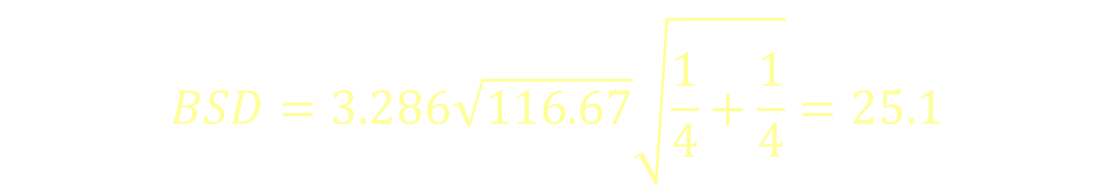 BSD = 3.286√116.67 √(1/4 + 1/4) = 25.1